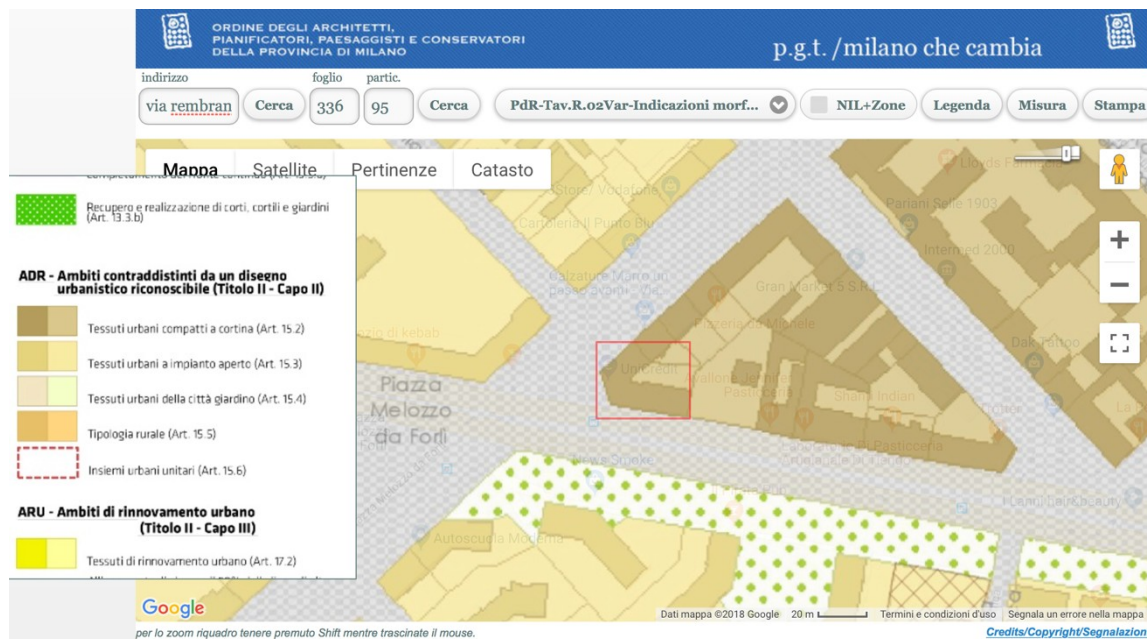 ORDINE DEGLI ARCHITETTI,
PIANIFICATORI, PAESAGGISTI E CONSERVATORI
DELLA PROVINCIA DI MILANO
p.g.t. /milano che cambia
indirizzo
foglio
partic.
via rembran
Cerca
336
95
Cerca
PdR-Tav.R.02Var-Indicazioni morf...
NIL+Zone
Legenda
Misura
Stampa
Mappa
Satellite
Pertinenze
Catasto
Recupero e realizzazione di corti, cortili e giardini
(Art. 13.3.b)
ADR - Ambiti contraddistinti da un disegno
urbanistico riconoscibile (Titolo II - Capo II)
Tessuti urbani compatti a cortina (Art. 15.2)
Tessuti urbani a impianto aperto (Art. 15.3)
Tessuti urbani della città giardino (Art. 15.4)
Tipologia rurale (Art. 15.5)
Insiemi urbani unitari (Art. 15.6)
ARU - Ambiti di rinnovamento urbano
(Titolo II - Capo III)
Tessuti di rinnovamento urbano (Art. 17.2)
Store Vodafone
Cartoleria Il Punto Blu
Pariani Selle 1903
Intermed 2000
Gran Market 5 S.R.L
Pizzeria da Michele
UniCredit
Pasticceria
Shalini Indian
Dak Tattoo
Piazza
Melozzo
da Forlì
Autoscuola Moderna
Google
Dati mappa ©2018 Google
20 m
Termini e condizioni d'uso
Segnala un errore nella mappa
per lo zoom riquadro tenere premuto Shift mentre trascinate il mouse.
Credits/Copyright/Segnalazion